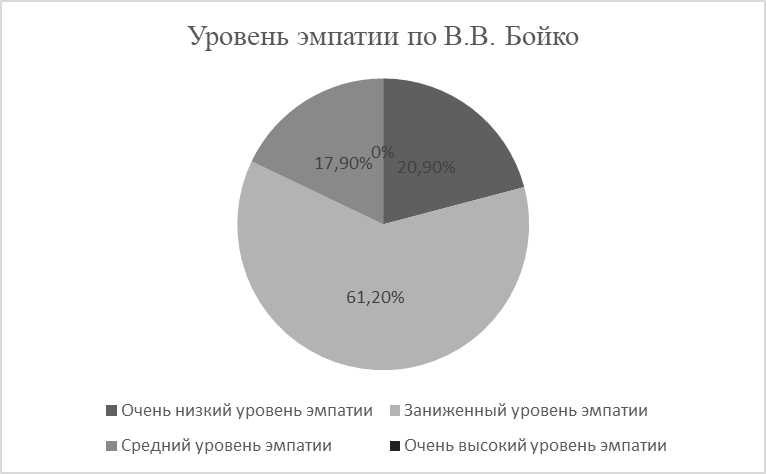 Уровень эмпатии по В.В. Бойко
0%
17,90%
20,90%
61,20%
Очень низкий уровень эмпатии
Заниженный уровень эмпатии
Средний уровень эмпатии
Очень высокий уровень эмпатии